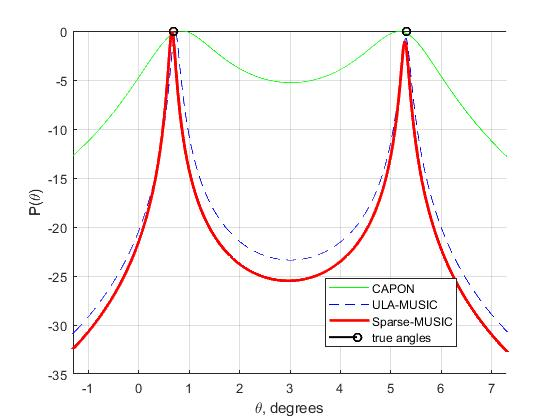 0
-5
-10
-15
-20
-25
-30
-35
P(θ)
CAPON
ULA-MUSIC
Sparse-MUSIC
true angles
-1 0 1 2 3 4 5 6 7
θ, degrees